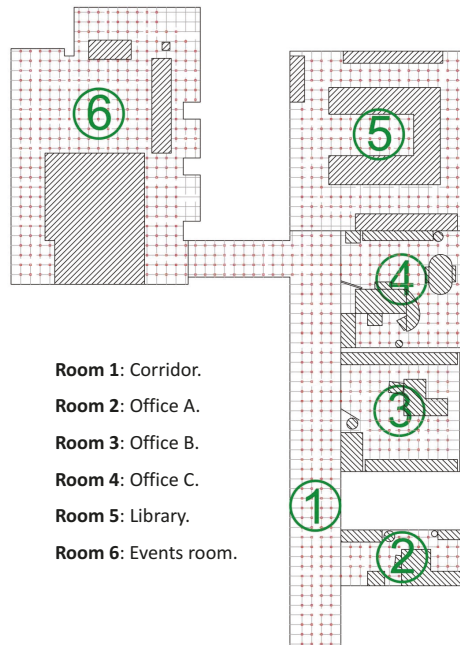 6
5
4
Room 1: Corridor.
Room 2: Office A.
3
Room 3: Office B.
Room 4: Office C.
Room 5: Library.
1
Room 6: Events room.
2